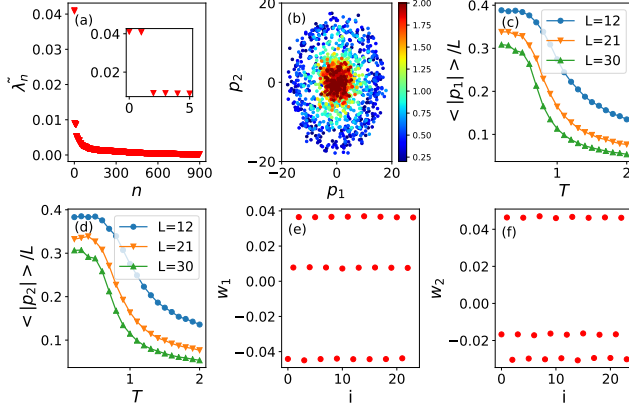 (a)
0.04
0.03
0.02
0.01
0.00
0.04
0.02
0
5
0
300
600
900
n
λ̃n
(b)
20
0
−20
−20
0
20
p2
p1
2.00
1.75
1.50
1.25
1.00
0.75
0.50
0.25
(c)
L=12
L=21
L=30
0.4
0.3
0.2
0.1
1
2
T
< |p1| > /L
(d)
L=12
L=21
L=30
0.4
0.3
0.2
0.1
1
2
T
< |p2| > /L
(e)
0.04
0.02
0.00
−0.02
−0.04
0
10
20
i
w1
(f)
0.04
0.02
0.00
−0.02
0
10
20
i
w2